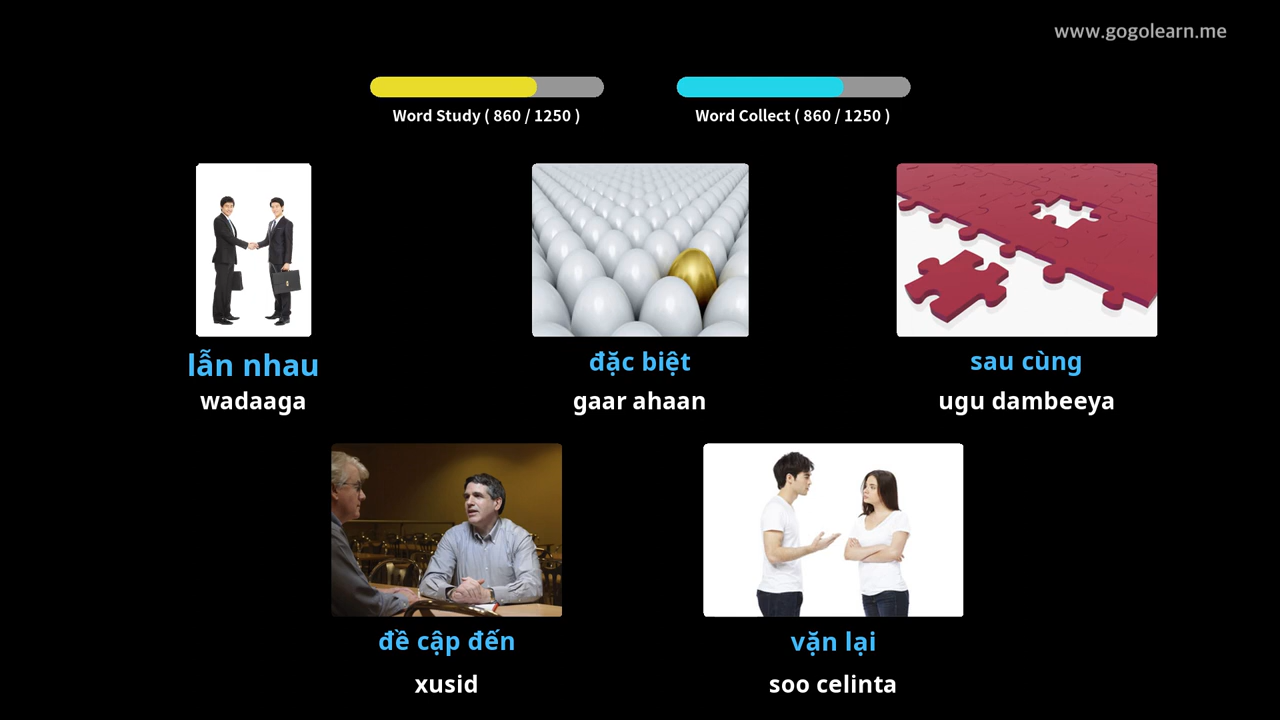 www.gogolearn.me
Word Study ( 860 / 1250 )
Word Collect ( 860 / 1250 )
lẫn nhau
wadaaga
đặc biệt
gaar ahaan
sau cùng
ugu dambeeya
đề cập đến
xusid
vặn lại
soo celinta